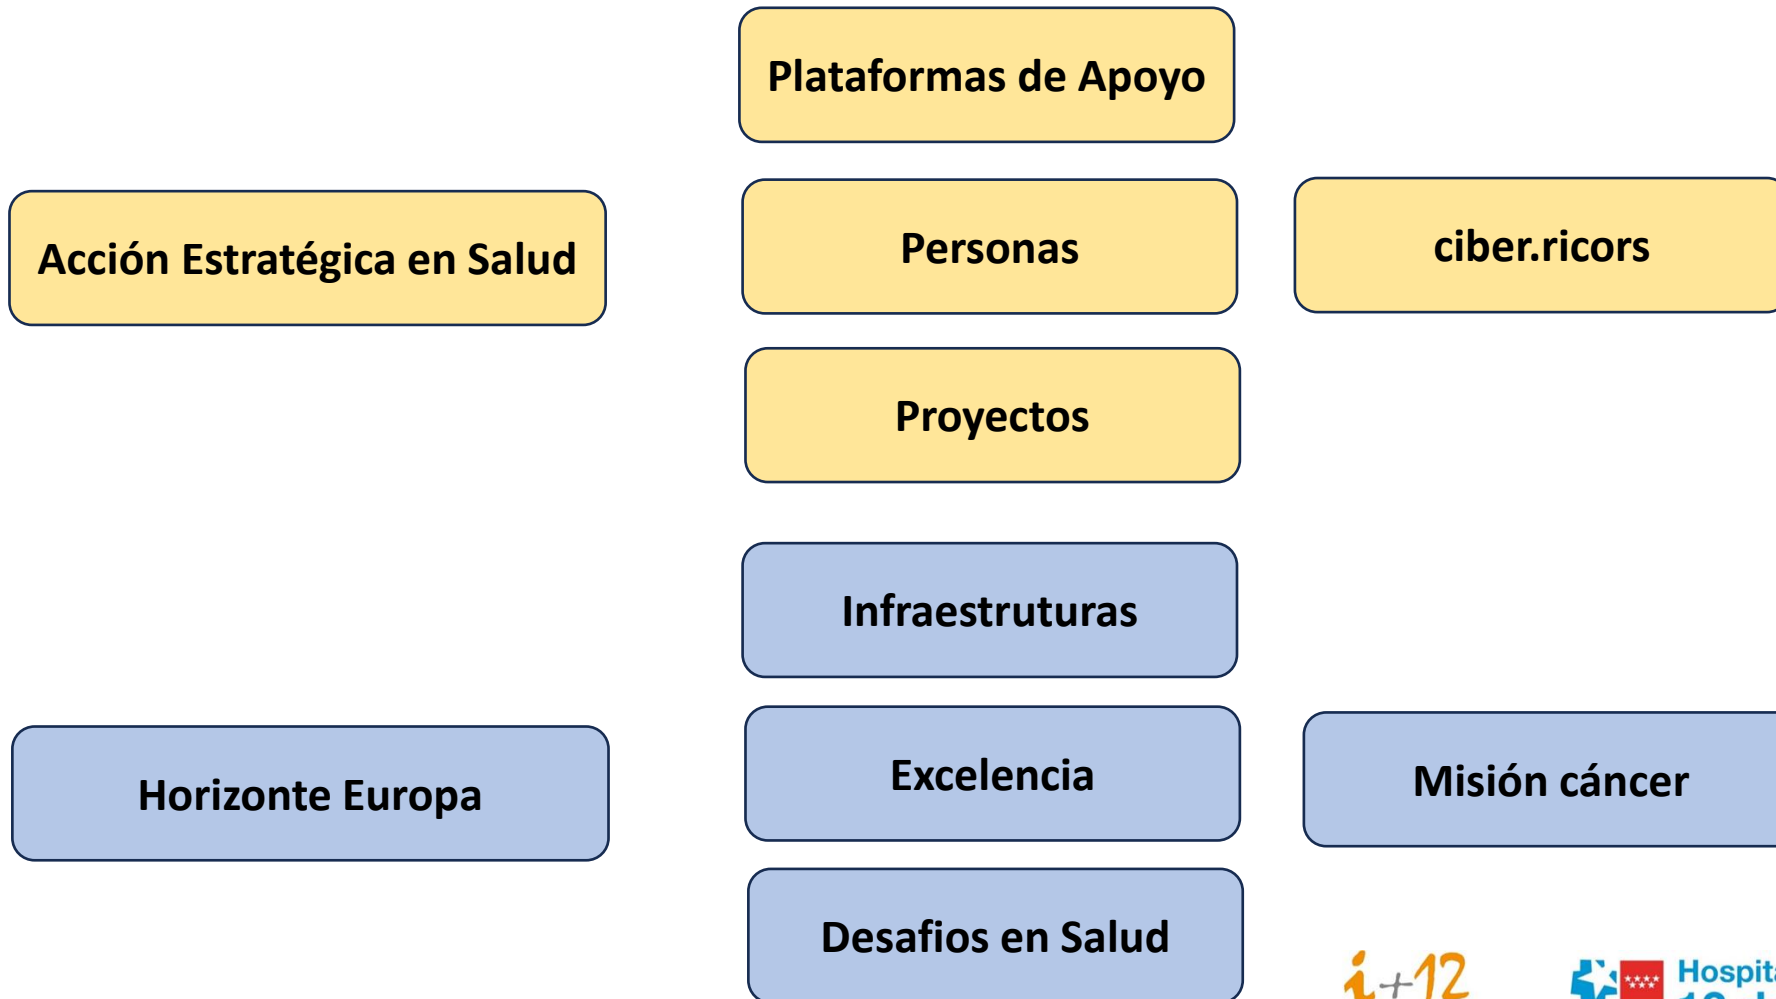 Plataformas de Apoyo
Acción Estratégica en Salud
Personas
ciber.ricors
Proyectos
Infraestruturas
Horizonte Europa
Excelencia
Misión cáncer
Desafios en Salud
i+12